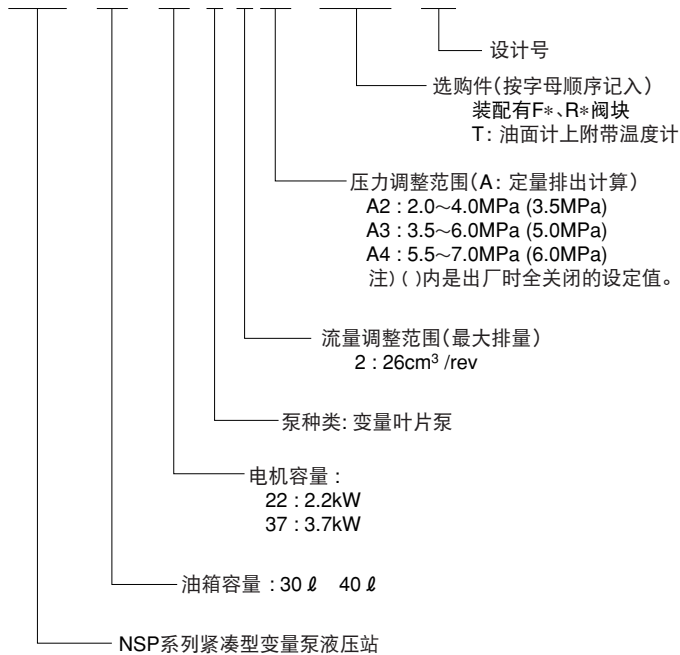 设计号
选购件(按字母顺序记入)
装配有F*、R*阀块
T: 油面计上附带温度计
压力调整范围(A: 定量排出计算)
A2 : 2.0~4.0MPa (3.5MPa)
A3 : 3.5~6.0MPa (5.0MPa)
A4 : 5.5~7.0MPa (6.0MPa)
注) ( )内是出厂时全关闭的设定值。
流量调整范围(最大排量)
2 : 26cm³ /rev
泵种类: 变量叶片泵
电机容量 :
22 : 2.2kW
37 : 3.7kW
油箱容量 : 30 ℓ 40 ℓ
NSP系列紧凑型变量泵液压站